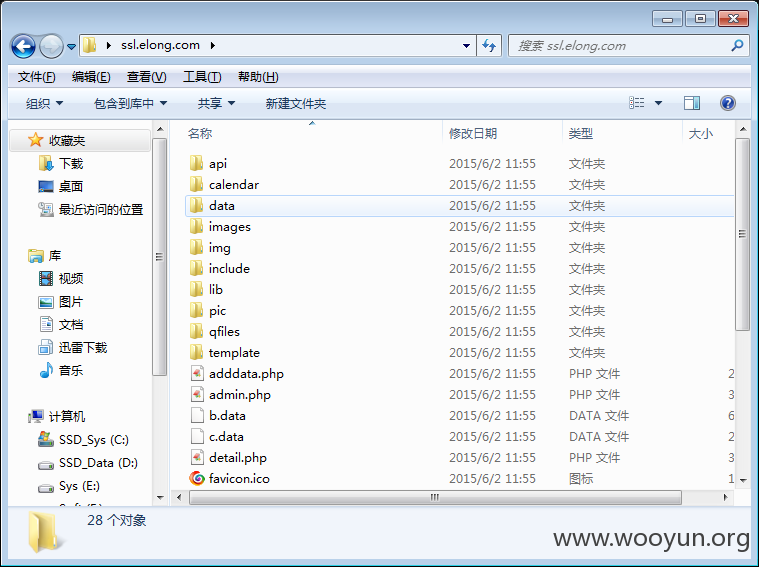 ssl.elong.com
搜索 ssl.elong.com
文件(F) 编辑(E) 查看(V) 工具(T) 帮助(H)
组织 包含到库中 共享 新建文件夹
收藏夹
下载
桌面
最近访问的位置
库
视频
图片
文档
迅雷下载
音乐
计算机
SSD_Sys (C:)
SSD_Data (D:)
Sys (E:)
名称 修改日期 类型 大小
api 2015/6/2 11:55 文件夹
calendar 2015/6/2 11:55 文件夹
data 2015/6/2 11:55 文件夹
images 2015/6/2 11:55 文件夹
img 2015/6/2 11:55 文件夹
include 2015/6/2 11:55 文件夹
lib 2015/6/2 11:55 文件夹
pic 2015/6/2 11:55 文件夹
qfiles 2015/6/2 11:55 文件夹
template 2015/6/2 11:55 文件夹
adddata.php 2015/6/2 11:55 PHP 文件 2
admin.php 2015/6/2 11:55 PHP 文件 3
b.data 2015/6/2 11:55 DATA 文件 6
c.data 2015/6/2 11:55 DATA 文件 2
detail.php 2015/6/2 11:55 PHP 文件 3
favicon.ico 2015/6/2 11:55 图标 1
28 个对象
www.wooyun.org